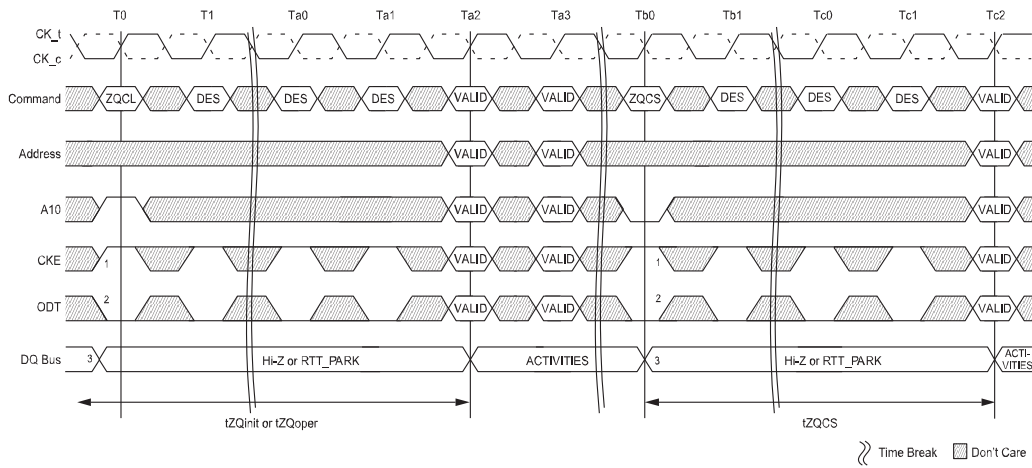 T0 T1 Ta0 Ta1 Ta2 Ta3 Tb0 Tb1 Tc0 Tc1 Tc2
CK_t
CK_c
Command ZQCL DES DES DES VALID VALID ZQCS DES DES DES VALID
Address VALID VALID VALID
A10 VALID VALID VALID
CKE 1 VALID VALID 1 VALID
ODT 2 VALID VALID 2 VALID
DQ Bus 3 Hi-Z or RTT_PARK ACTIVITIES 3 Hi-Z or RTT_PARK ACTI-
VITIES
tZQinit or tZQoper tZQCS
Time Break Don't Care